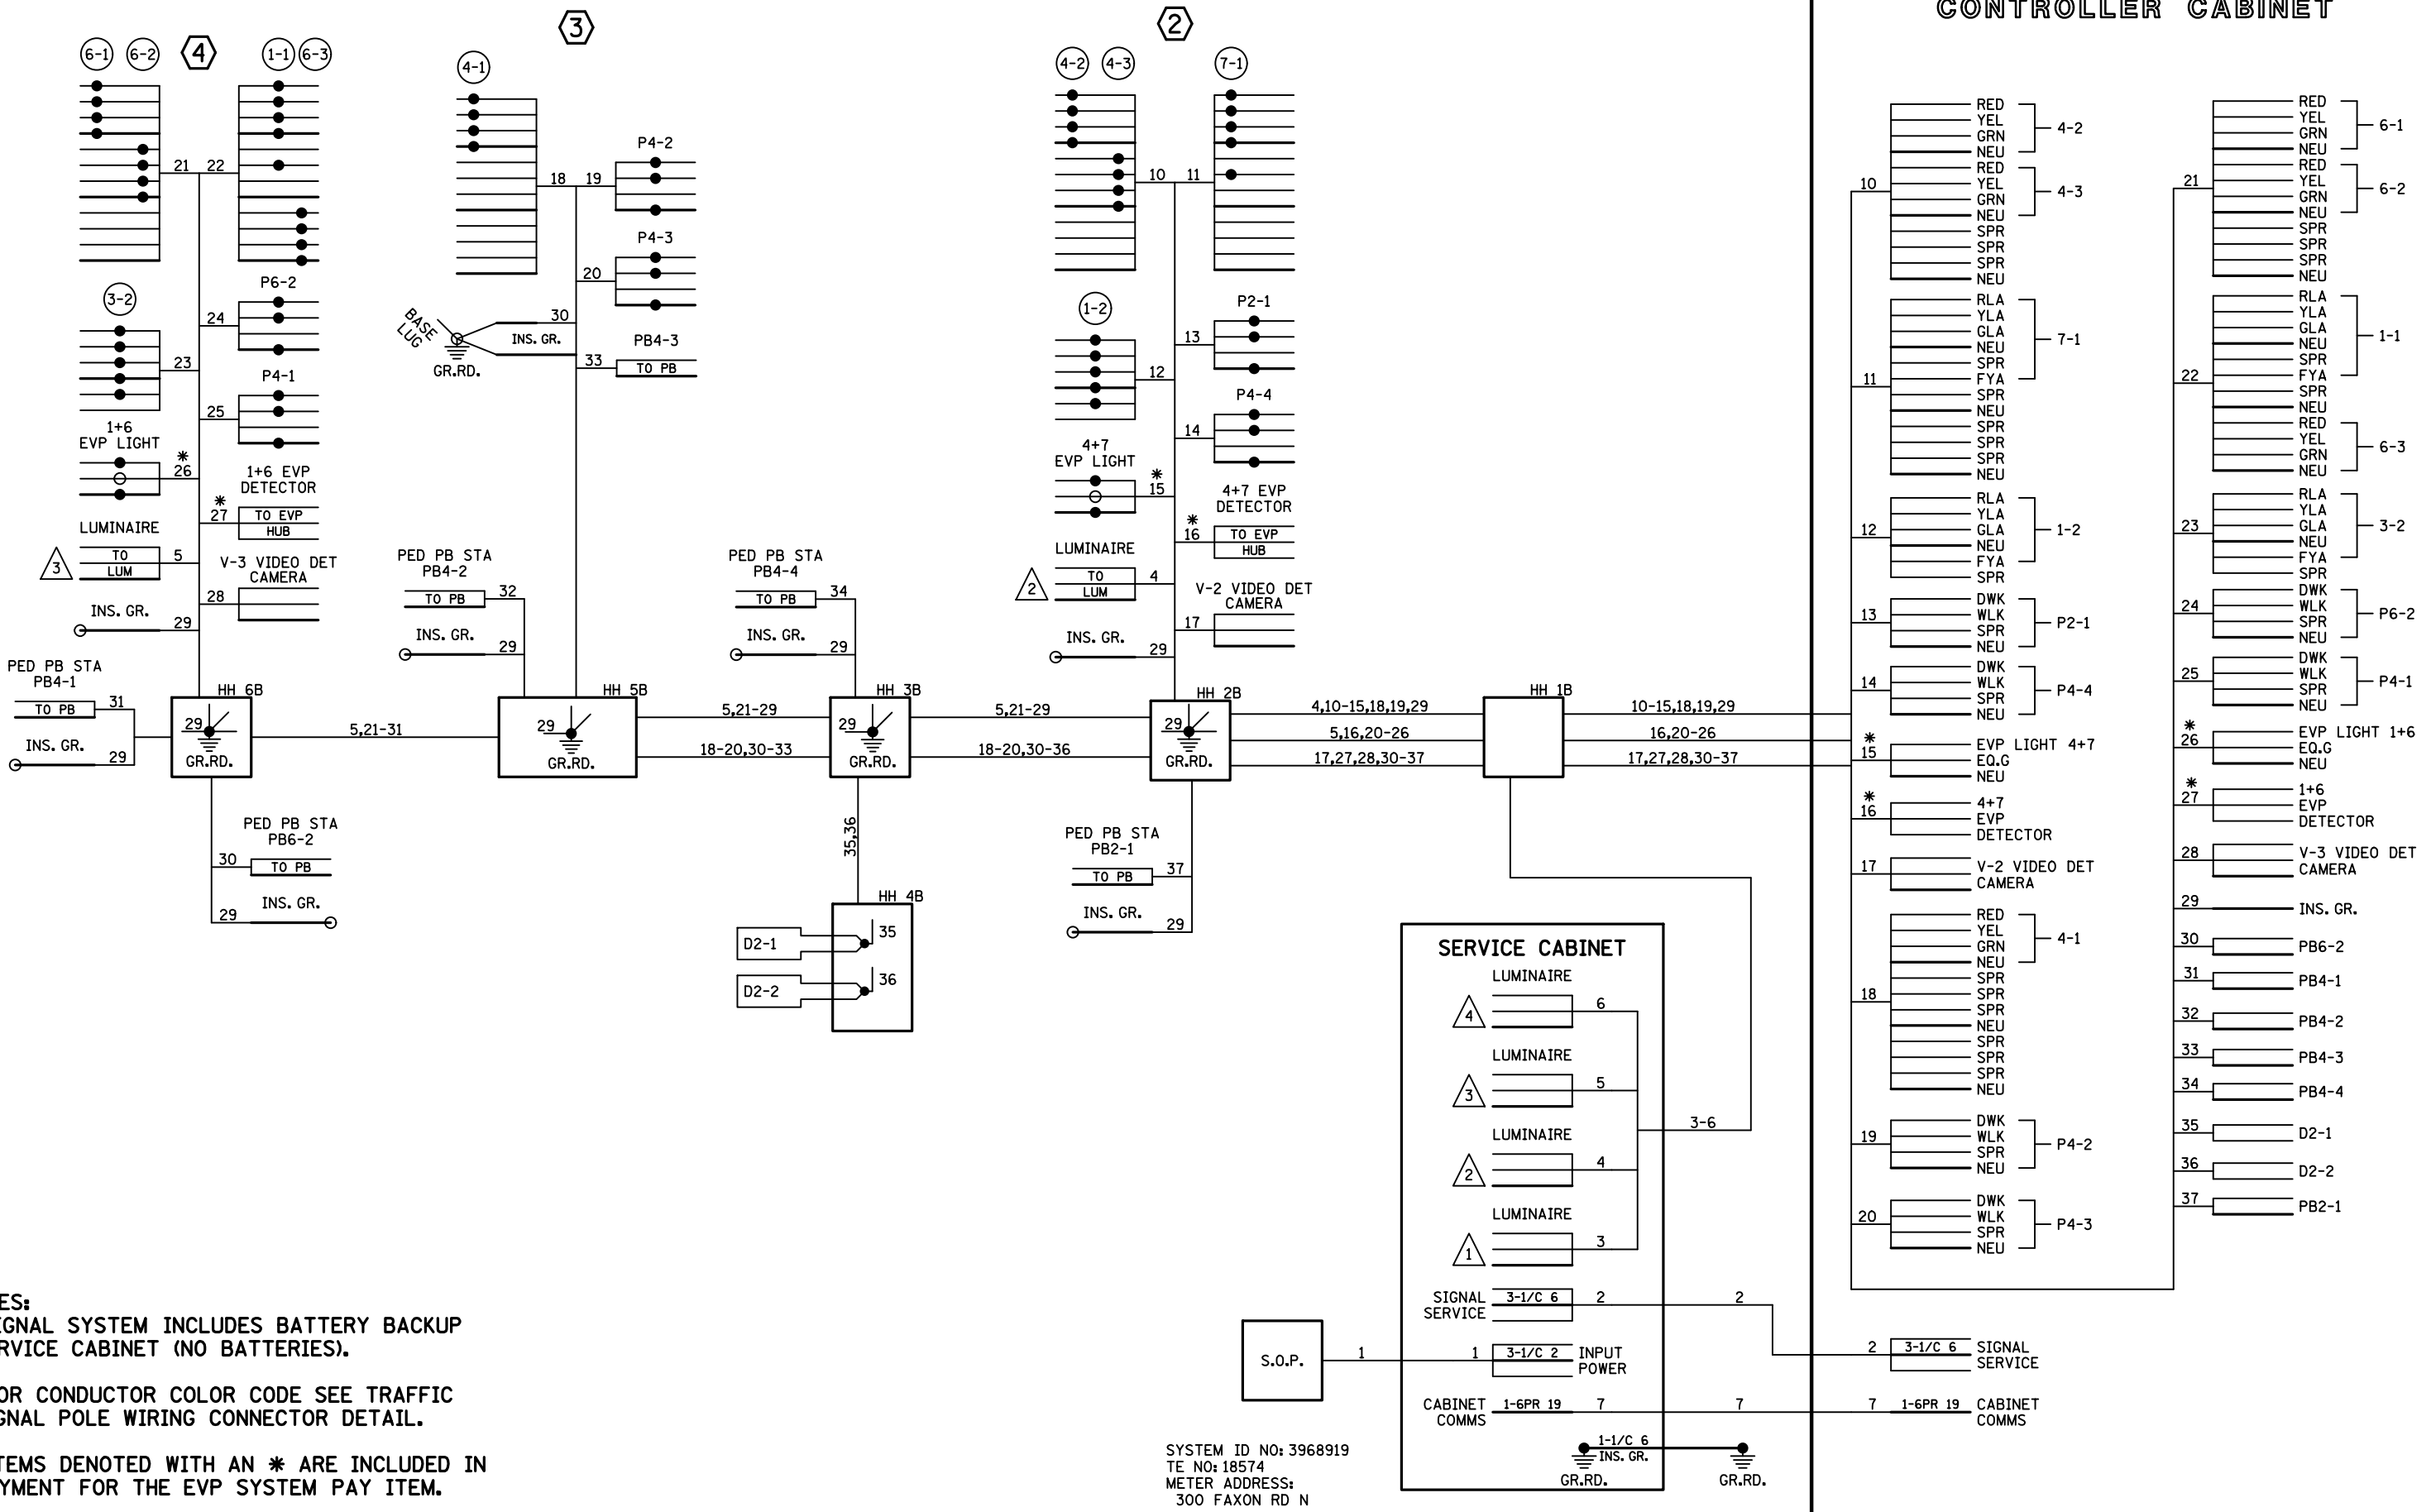 CONTROLLER CABINET
6-1
6-2
4
1-1
6-3
21
22
3-2
23
P6-2
24
P4-1
25
1+6
EVP LIGHT
*
26
1+6 EVP
DETECTOR
*
27
TO EVP
HUB
LUMINAIRE
3
TO
LUM
5
V-3 VIDEO DET
CAMERA
28
INS. GR.
29
PED PB STA
PB4-1
31
TO PB
INS. GR.
29
HH 6B
29
GR.RD.
PED PB STA
PB6-2
30
TO PB
INS. GR.
29
5,21-31
3
4-1
18
19
P4-2
P4-3
20
BASE
LUG
30
INS. GR.
GR.RD.
PB4-3
33
TO PB
PED PB STA
PB4-2
32
TO PB
INS. GR.
29
HH 5B
29
GR.RD.
5,21-29
18-20,30-33
PED PB STA
PB4-4
34
TO PB
INS. GR.
29
HH 3B
29
GR.RD.
5,21-29
18-20,30-36
35,36
HH 4B
D2-1
35
D2-2
36
2
4-2
4-3
7-1
10
11
1-2
12
P2-1
13
P4-4
14
4+7
EVP LIGHT
*
15
4+7 EVP
DETECTOR
*
16
TO EVP
HUB
LUMINAIRE
2
TO
LUM
4
V-2 VIDEO DET
CAMERA
17
INS. GR.
29
HH 2B
29
GR.RD.
PED PB STA
PB2-1
37
TO PB
INS. GR.
29
4,10-15,18,19,29
5,16,20-26
17,27,28,30-37
HH 1B
10-15,18,19,29
16,20-26
17,27,28,30-37
SERVICE CABINET
LUMINAIRE
4
6
LUMINAIRE
3
5
3-6
LUMINAIRE
2
4
LUMINAIRE
1
3
SIGNAL
SERVICE
3-1/C 6
2
2
S.O.P.
1
1
3-1/C 2
INPUT
POWER
CABINET
COMMS
1-6PR 19
7
7
1-1/C 6
INS. GR.
GR.RD.
GR.RD.
SYSTEM ID NO: 3968919
TE NO: 18574
METER ADDRESS:
300 FAXON RD N
10
RED
YEL
GRN
NEU
4-2
RED
YEL
GRN
NEU
4-3
SPR
SPR
SPR
NEU
11
RLA
YLA
GLA
NEU
SPR
FYA
7-1
SPR
NEU
SPR
SPR
SPR
NEU
12
RLA
YLA
GLA
NEU
FYA
1-2
SPR
13
DWK
WLK
SPR
NEU
P2-1
14
DWK
WLK
SPR
NEU
P4-4
*
15
EVP LIGHT 4+7
EQ.G
NEU
*
16
4+7
EVP
DETECTOR
17
V-2 VIDEO DET
CAMERA
18
RED
YEL
GRN
NEU
4-1
SPR
SPR
SPR
NEU
SPR
SPR
SPR
NEU
19
DWK
WLK
SPR
NEU
P4-2
20
DWK
WLK
SPR
NEU
P4-3
2
3-1/C 6
SIGNAL
SERVICE
7
1-6PR 19
CABINET
COMMS
21
RED
YEL
GRN
NEU
6-1
RED
YEL
GRN
NEU
6-2
SPR
SPR
SPR
NEU
22
RLA
YLA
GLA
NEU
SPR
FYA
1-1
SPR
NEU
RED
YEL
GRN
NEU
6-3
23
RLA
YLA
GLA
NEU
FYA
3-2
SPR
24
DWK
WLK
SPR
NEU
P6-2
25
DWK
WLK
SPR
NEU
P4-1
*
26
EVP LIGHT 1+6
EQ.G
NEU
*
27
1+6
EVP
DETECTOR
28
V-3 VIDEO DET
CAMERA
29
INS. GR.
30
PB6-2
31
PB4-1
32
PB4-2
33
PB4-3
34
PB4-4
35
D2-1
36
D2-2
37
PB2-1
ES:
IGNAL SYSTEM INCLUDES BATTERY BACKUP
RVICE CABINET (NO BATTERIES).
OR CONDUCTOR COLOR CODE SEE TRAFFIC
GNAL POLE WIRING CONNECTOR DETAIL.
TEMS DENOTED WITH AN * ARE INCLUDED IN
YMENT FOR THE EVP SYSTEM PAY ITEM.